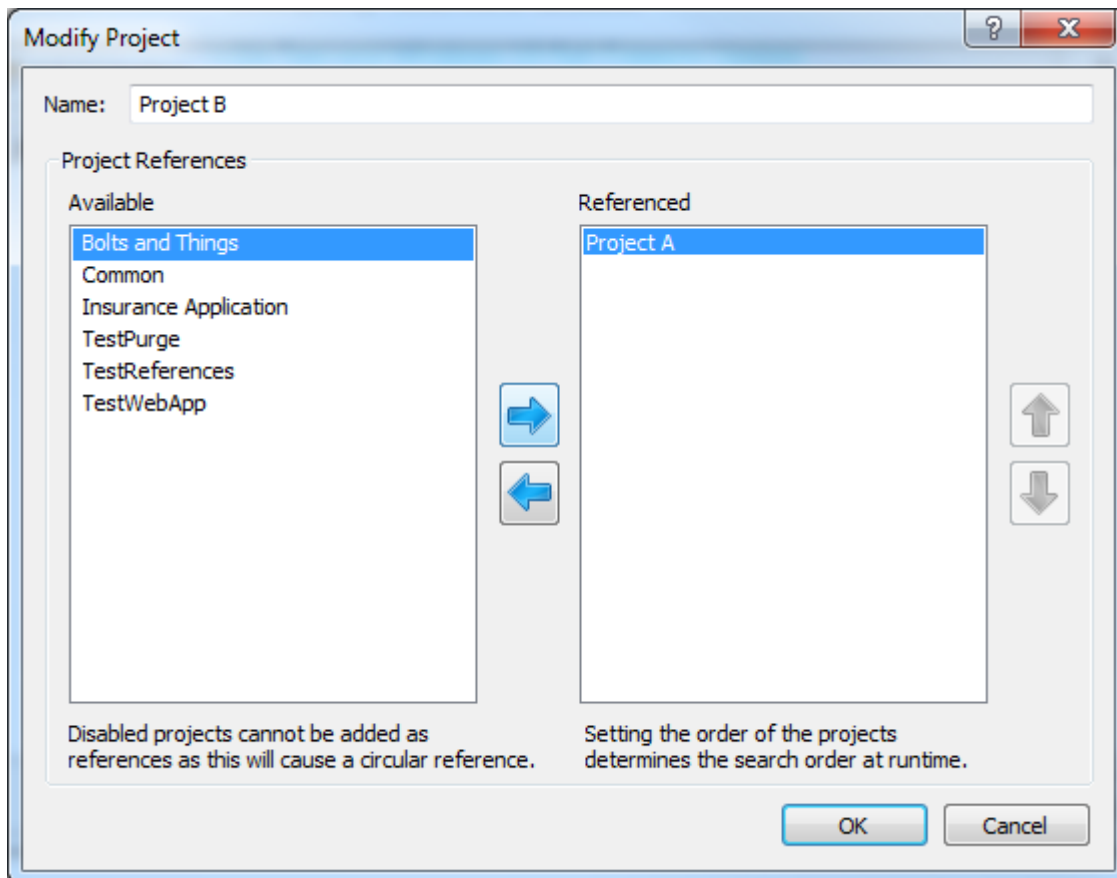 Modify Project
?
Name: Project B
Project References
Available
Referenced
Bolts and Things
Common
Insurance Application
TestPurge
TestReferences
TestWebApp
Project A
Disabled projects cannot be added as
references as this will cause a circular reference.
Setting the order of the projects
determines the search order at runtime.
OK
Cancel